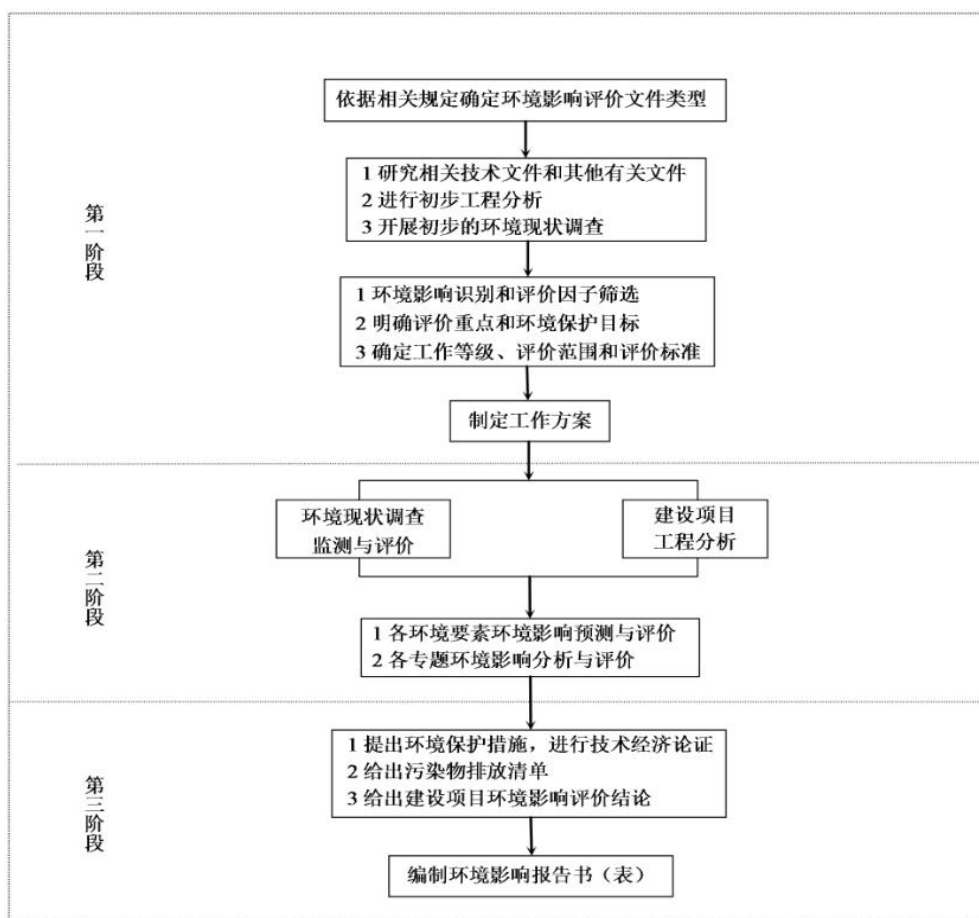 依据相关规定确定环境影响评价文件类型
1 研究相关技术文件和其他有关文件
2 进行初步工程分析
3 开展初步的环境现状调查
第一阶段
1 环境影响识别和评价因子筛选
2 明确评价重点和环境保护目标
3 确定工作等级、评价范围和评价标准
制定工作方案
环境现状调查
监测与评价
建设项目
工程分析
第二阶段
1 各环境要素环境影响预测与评价
2 各专题环境影响分析与评价
1 提出环境保护措施，进行技术经济论证
2 给出污染物排放清单
3 给出建设项目环境影响评价结论
第三阶段
编制环境影响报告书（表）